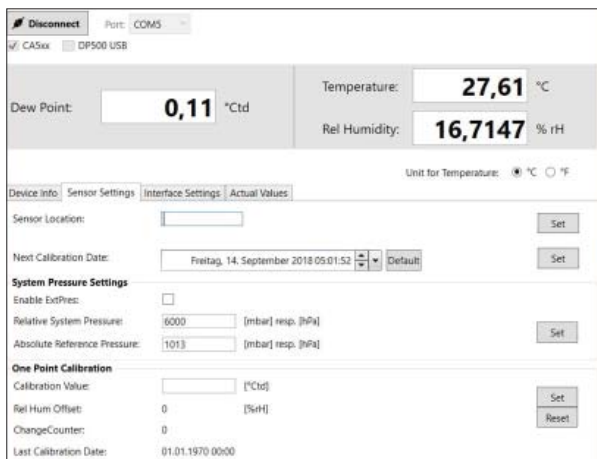 Disconnect Port: COM5
CA5xx DP500 USB
Dew Point: 0,11 °Ctd
Temperature: 27,61 °C
Rel Humidity: 16,7147 % rH
Unit for Temperature: °C °F
Device Info Sensor Settings Interface Settings Actual Values
Sensor Location: Set
Next Calibration Date: Freitag, 14. September 2018 05:01:52 Default Set
System Pressure Settings
Enable ExtPres:
Relative System Pressure: 6000 [mbar] resp. [hPa]
Absolute Reference Pressure: 1013 [mbar] resp. [hPa]
Set
One Point Calibration
Calibration Value: [°Ctd]
Set
Rel Hum Offset: 0 [%rH]
Reset
ChangeCounter: 0
Last Calibration Date: 01.01.1970 00:00